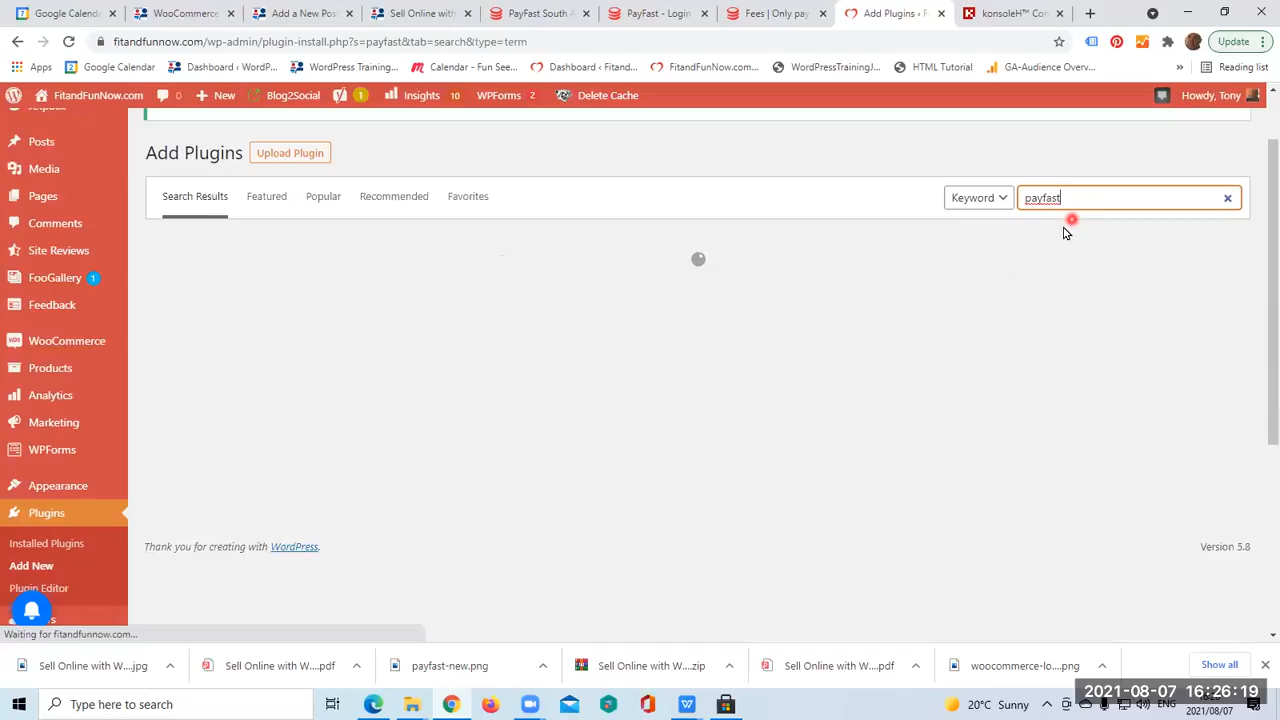 Google Calenda
WooCommerce
Add a New Post
Sell Online with
PayFast South A
PayFast - Login
Fees | Only pay
Add Plugins ‹ F
konsoleH™ Con
fitandfunnow.com/wp-admin/plugin-install.php?s=payfast&tab=search&type=term
Update
Apps
Google Calendar
Dashboard ‹ WordP...
WordPress Training...
Calendar - Fun See...
Dashboard ‹ Fitand...
FitandFunNow.com...
WordPressTrainingJ...
HTML Tutorial
GA-Audience Overv...
»
Reading list
FitandFunNow.com
0
New
Blog2Social
1
Insights 10
WPForms 2
Delete Cache
Howdy, Tony
Add Plugins
Upload Plugin
Search Results
Featured
Popular
Recommended
Favorites
Keyword
payfast
Posts
Media
Pages
Comments
Site Reviews
FooGallery 1
Feedback
WooCommerce
Products
Analytics
Marketing
WPForms
Appearance
Plugins
Installed Plugins
Add New
Plugin Editor
Thank you for creating with WordPress.
Version 5.8
Waiting for fitandfunnow.com...
Sell Online with W....jpg
Sell Online with W....pdf
payfast-new.png
Sell Online with W....zip
Sell Online with W....pdf
woocommerce-lo....png
Show all
Type here to search
20°C Sunny
ENG
2021-08-07 16:26:19
2021/08/07